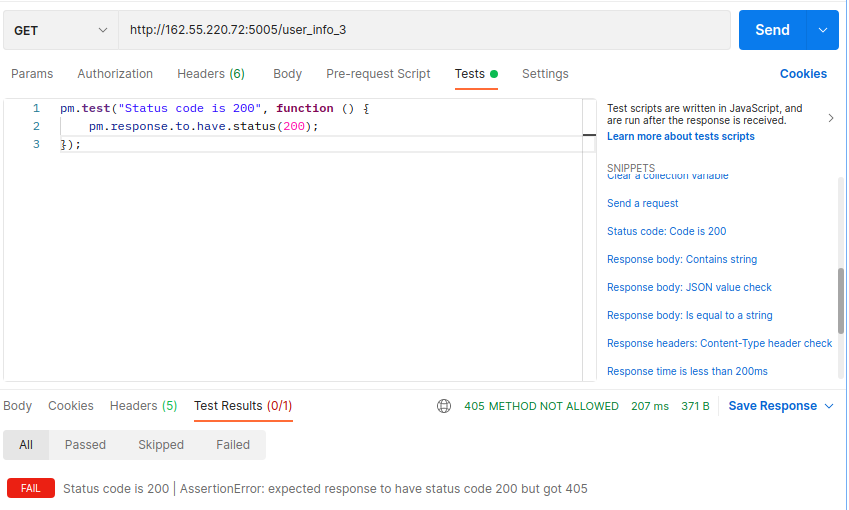 GET
http://162.55.220.72:5005/user_info_3
Send
Params
Authorization
Headers (6)
Body
Pre-request Script
Tests
Settings
Cookies
1 pm.test("Status code is 200", function () {
2 pm.response.to.have.status(200);
3 });
Test scripts are written in JavaScript, and
are run after the response is received.
Learn more about tests scripts
SNIPPETS
Clear a collection variable
Send a request
Status code: Code is 200
Response body: Contains string
Response body: JSON value check
Response body: Is equal to a string
Response headers: Content-Type header check
Response time is less than 200ms
Body
Cookies
Headers (5)
Test Results (0/1)
405 METHOD NOT ALLOWED
207 ms
371 B
Save Response
All
Passed
Skipped
Failed
FAIL
Status code is 200 | AssertionError: expected response to have status code 200 but got 405